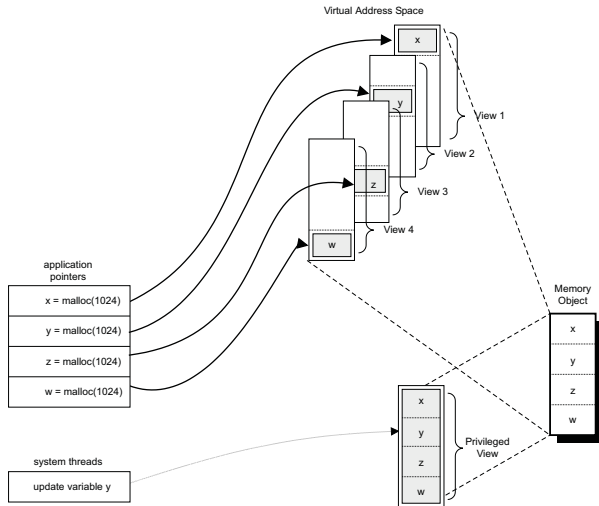 Virtual Address Space
x
y
z
w
View 1
View 2
View 3
View 4
application
pointers
x = malloc(1024)
y = malloc(1024)
z = malloc(1024)
w = malloc(1024)
Memory
Object
x
y
z
w
x
y
z
w
Privileged
View
system threads
update variable y